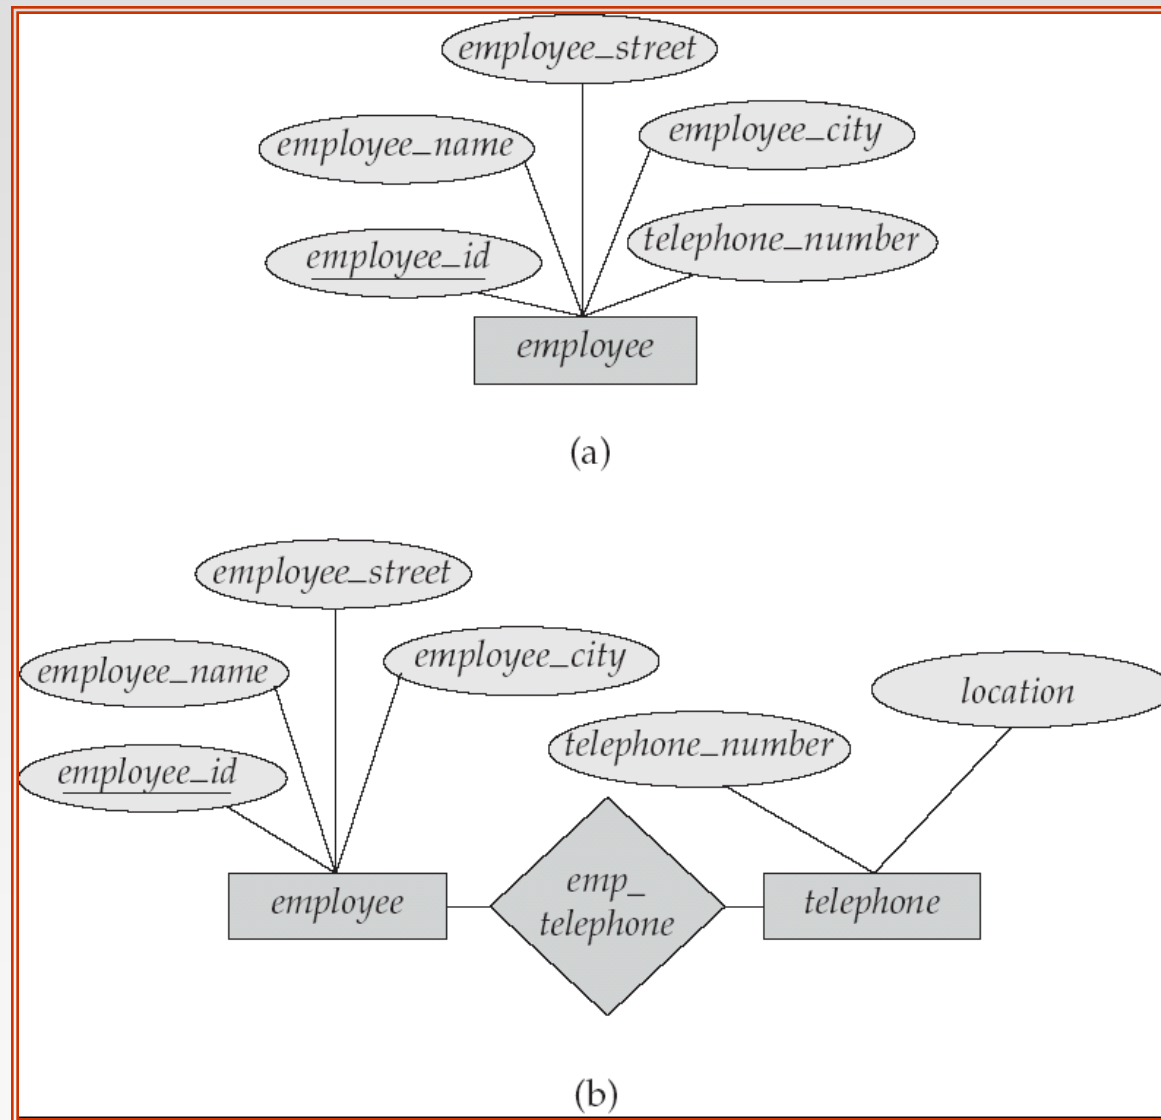 employee_street
employee_name
employee_city
employee_id
telephone_number
employee
(a)
employee_street
employee_name
employee_city
location
telephone_number
employee_id
employee
emp_
telephone
telephone
(b)